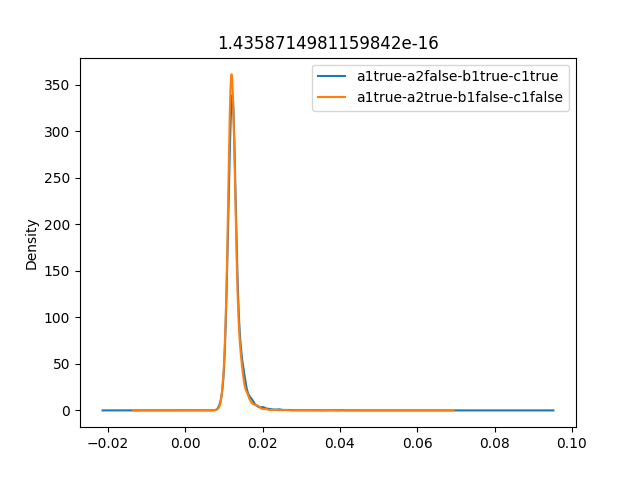 1.4358714981159842e-16
a1true-a2false-b1true-c1true
a1true-a2true-b1false-c1false
Density
350
300
250
200
150
100
50
0
−0.02 0.00 0.02 0.04 0.06 0.08 0.10